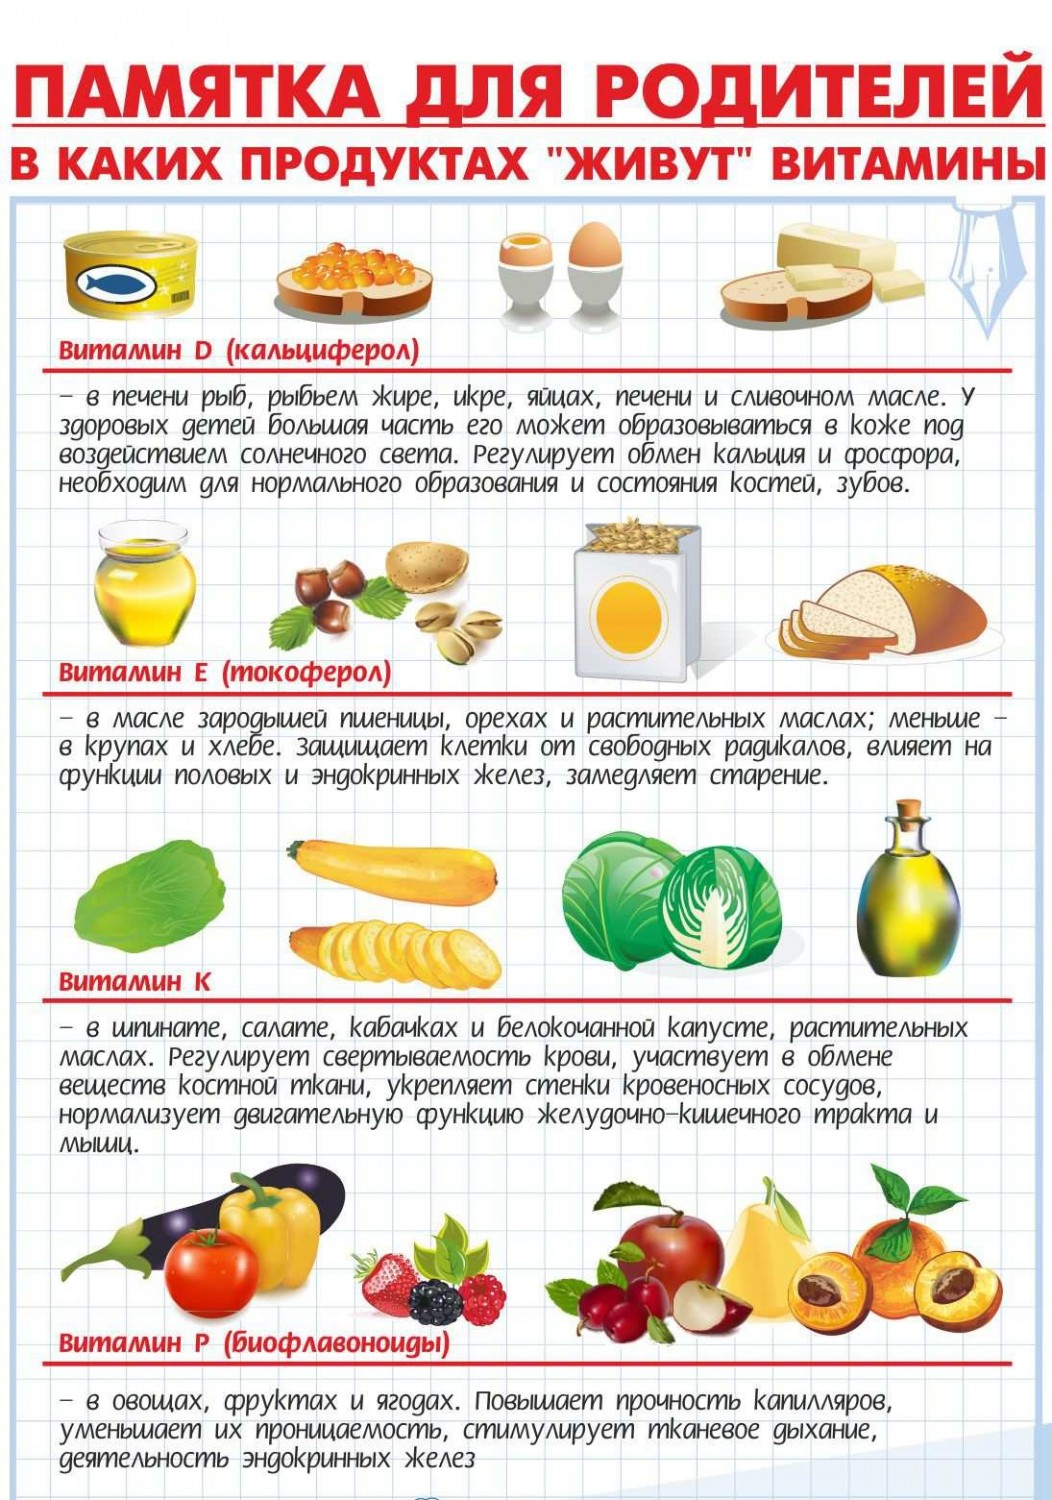 ПАМЯТКА ДЛЯ РОДИТЕЛЕЙ
В КАКИХ ПРОДУКТАХ "ЖИВУТ" ВИТАМИНЫ
Витамин D (кальциферол)
– в печени рыб, рыбьем жире, икре, яйцах, печени и сливочном масле. У
здоровых детей большая часть его может образовываться в коже под
воздействием солнечного света. Регулирует обмен кальция и фосфора,
необходим для нормального образования и состояния костей, зубов.
Витамин Е (токоферол)
– в масле зародышей пшеницы, орехах и растительных маслах; меньше –
в крупах и хлебе. Защищает клетки от свободных радикалов, влияет на
функции половых и эндокринных желез, замедляет старение.
Витамин К
– в шпинате, салате, кабачках и белокочанной капусте, растительных
маслах. Регулирует свертываемость крови, участвует в обмене
веществ костной ткани, укрепляет стенки кровеносных сосудов,
нормализует двигательную функцию желудочно-кишечного тракта и
мышц.
Витамин Р (биофлавоноиды)
– в овощах, фруктах и ягодах. Повышает прочность капилляров,
уменьшает их проницаемость, стимулирует тканевое дыхание,
деятельность эндокринных желез